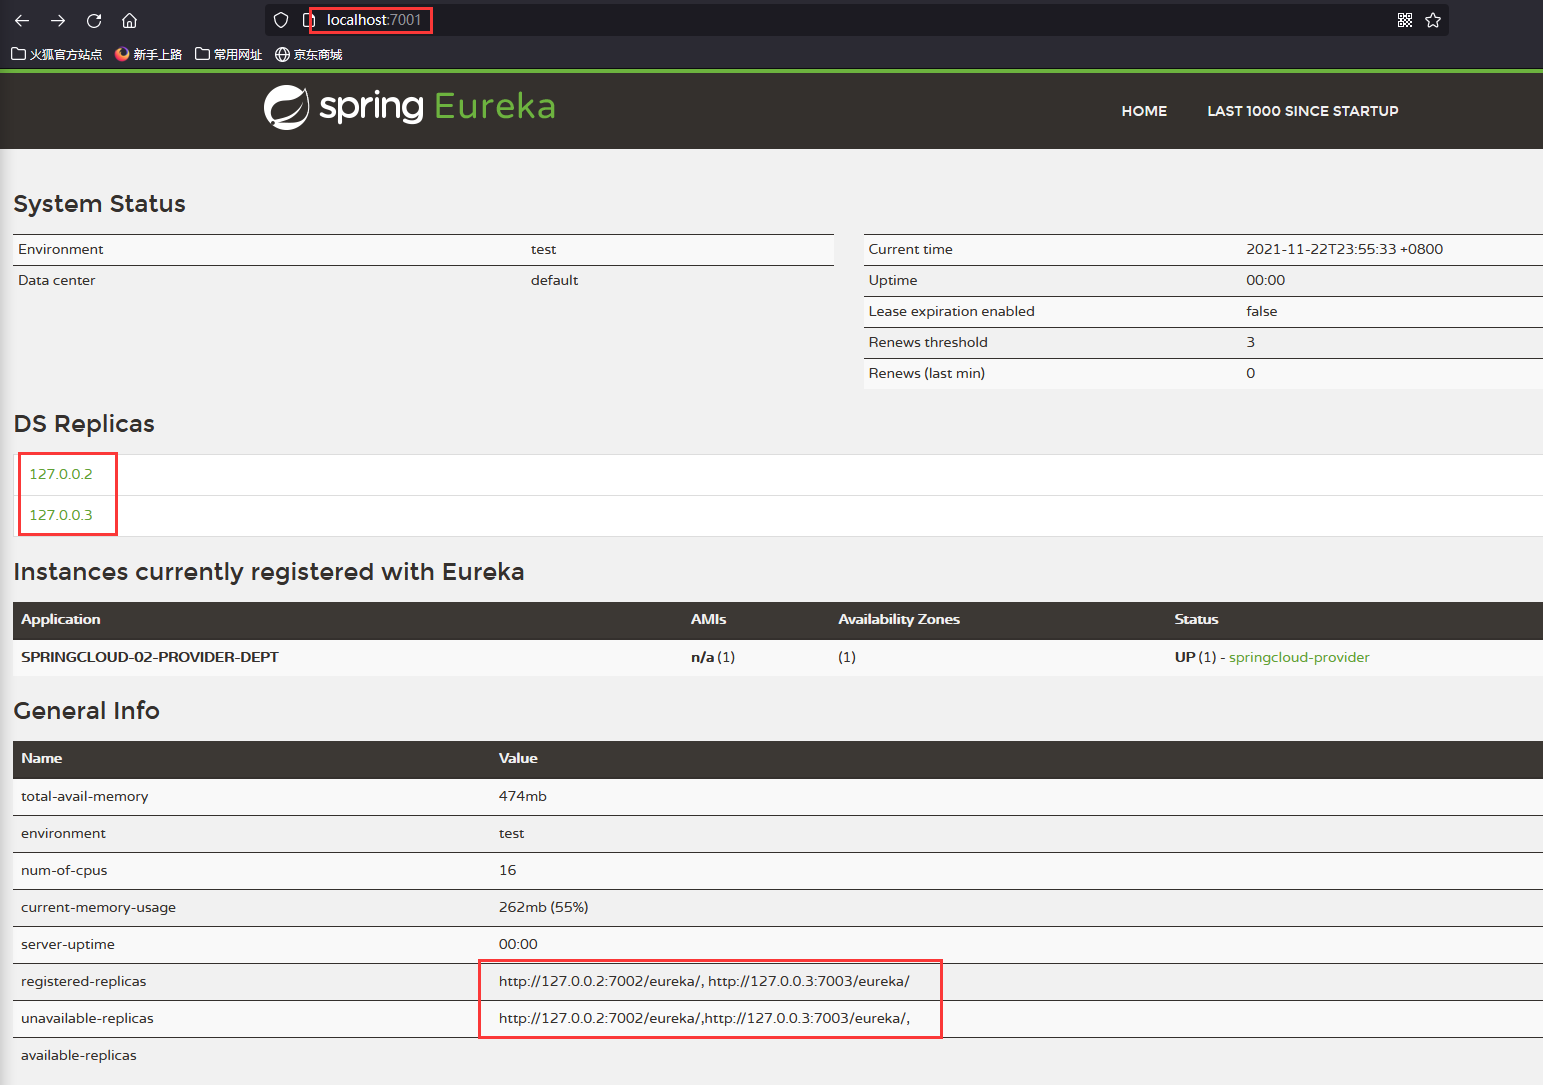 localhost:7001
火狐官方站点 新手上路 常用网址 京东商城
spring Eureka HOME LAST 1000 SINCE STARTUP
System Status
Environment test Current time 2021-11-22T23:55:33 +0800
Data center default Uptime 00:00
Lease expiration enabled false
Renews threshold 3
Renews (last min) 0
DS Replicas
127.0.0.2
127.0.0.3
Instances currently registered with Eureka
Application AMIs Availability Zones Status
SPRINGCLOUD-02-PROVIDER-DEPT n/a (1) (1) UP (1) - springcloud-provider
General Info
Name Value
total-avail-memory 474mb
environment test
num-of-cpus 16
current-memory-usage 262mb (55%)
server-uptime 00:00
registered-replicas http://127.0.0.2:7002/eureka/, http://127.0.0.3:7003/eureka/
unavailable-replicas http://127.0.0.2:7002/eureka/,http://127.0.0.3:7003/eureka/,
available-replicas